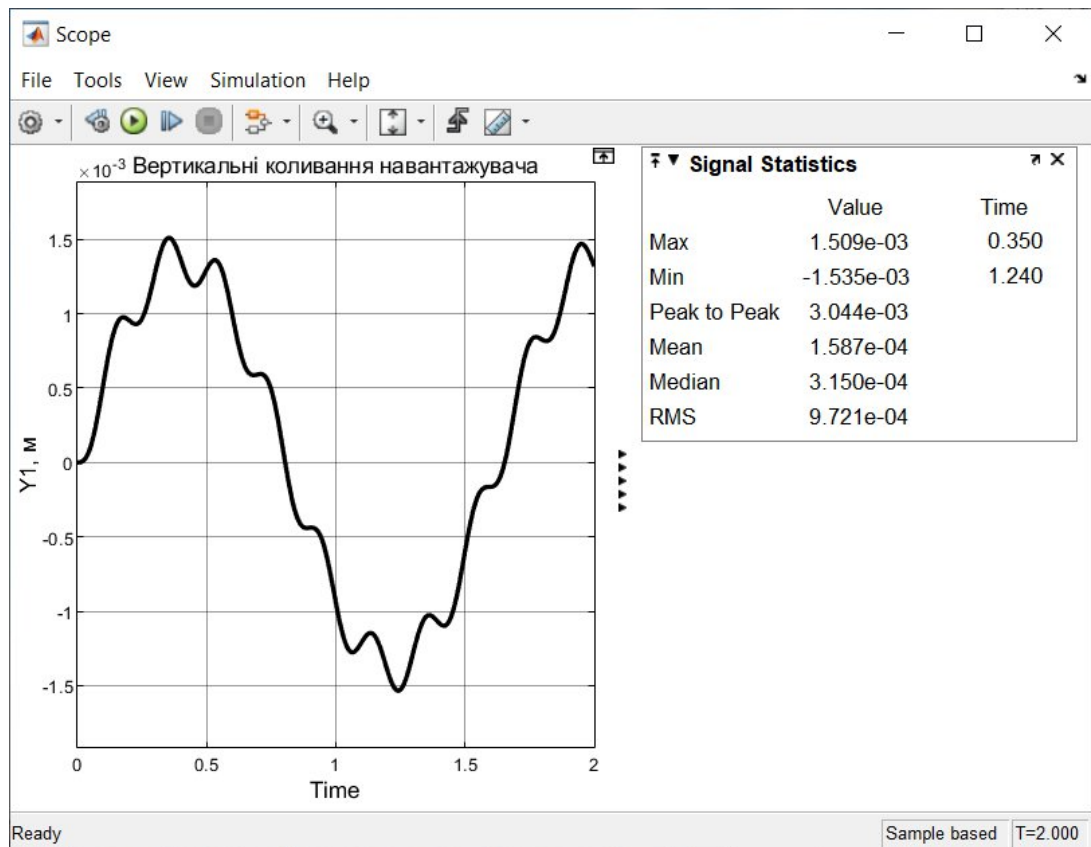 Scope
File Tools View Simulation Help
×10⁻³ Вертикальні коливання навантажувача
1.5
1
0.5
0
-0.5
-1
-1.5
Y1, м
0 0.5 1 1.5 2
Time
Signal Statistics
Value Time
Max 1.509e-03 0.350
Min -1.535e-03 1.240
Peak to Peak 3.044e-03
Mean 1.587e-04
Median 3.150e-04
RMS 9.721e-04
Ready Sample based T=2.000